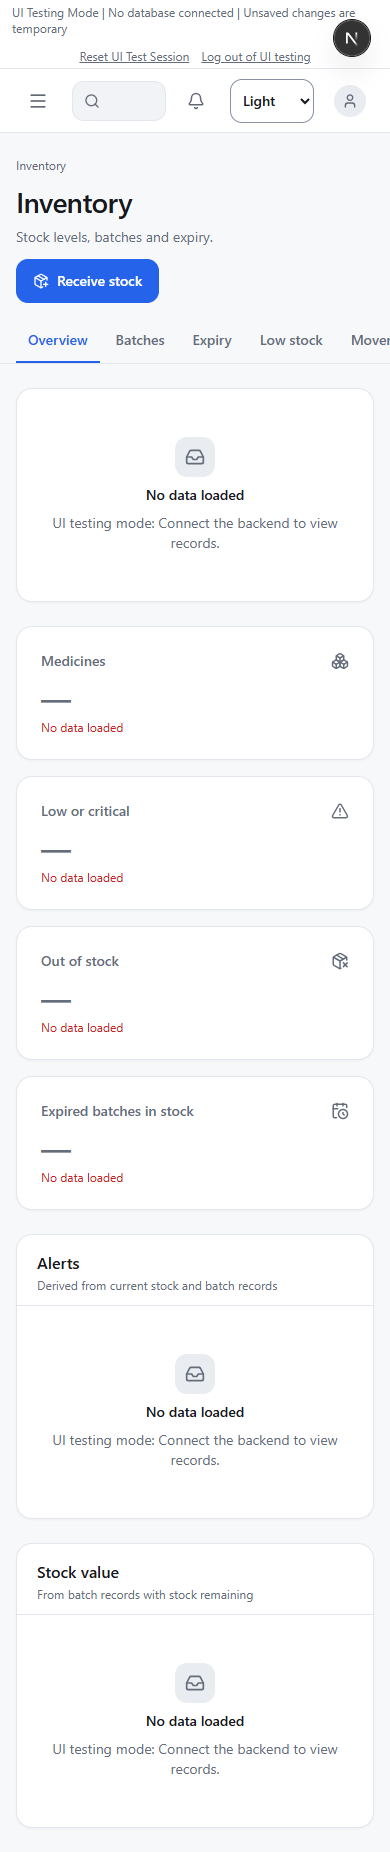 UI Testing Mode | No database connected | Unsaved changes are
temporary
Reset UI Test Session Log out of UI testing
N
Light
Inventory
Inventory
Stock levels, batches and expiry.
Receive stock
Overview Batches Expiry Low stock Mover
No data loaded
UI testing mode: Connect the backend to view
records.
Medicines
—
No data loaded
Low or critical
—
No data loaded
Out of stock
—
No data loaded
Expired batches in stock
—
No data loaded
Alerts
Derived from current stock and batch records
No data loaded
UI testing mode: Connect the backend to view
records.
Stock value
From batch records with stock remaining
No data loaded
UI testing mode: Connect the backend to view
records.